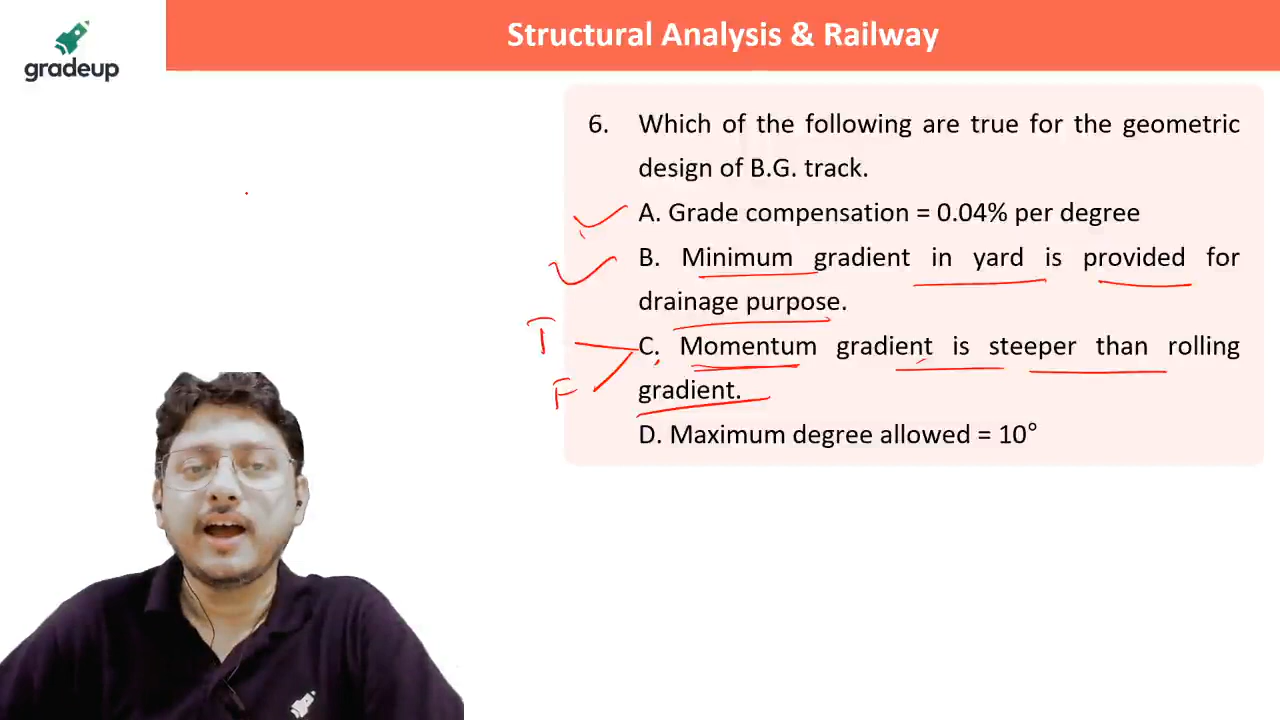 Structural Analysis & Railway
gradeup
6. Which of the following are true for the geometric
design of B.G. track.
A. Grade compensation = 0.04% per degree
B. Minimum gradient in yard is provided for
drainage purpose.
T
C. Momentum gradient is steeper than rolling
F
gradient.
D. Maximum degree allowed = 10°